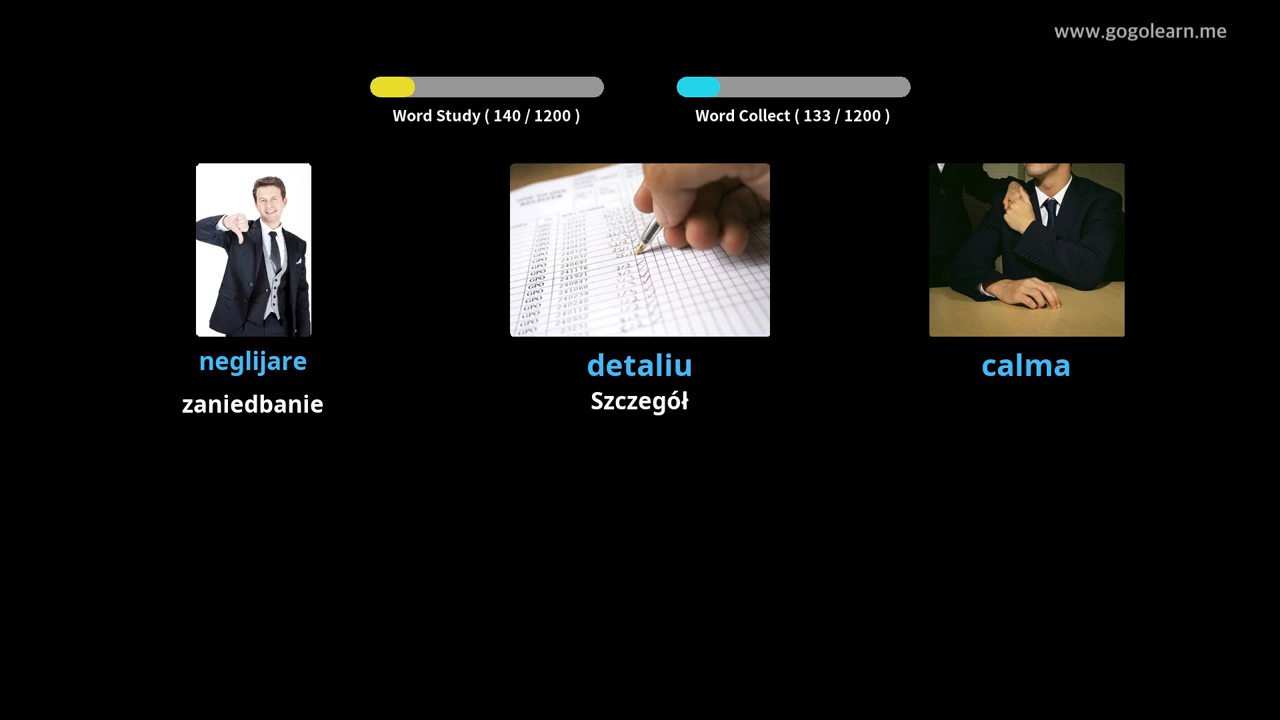 www.gogolearn.me
Word Study ( 140 / 1200 )
Word Collect ( 133 / 1200 )
neglijare
detaliu
calma
zaniedbanie
Szczegół